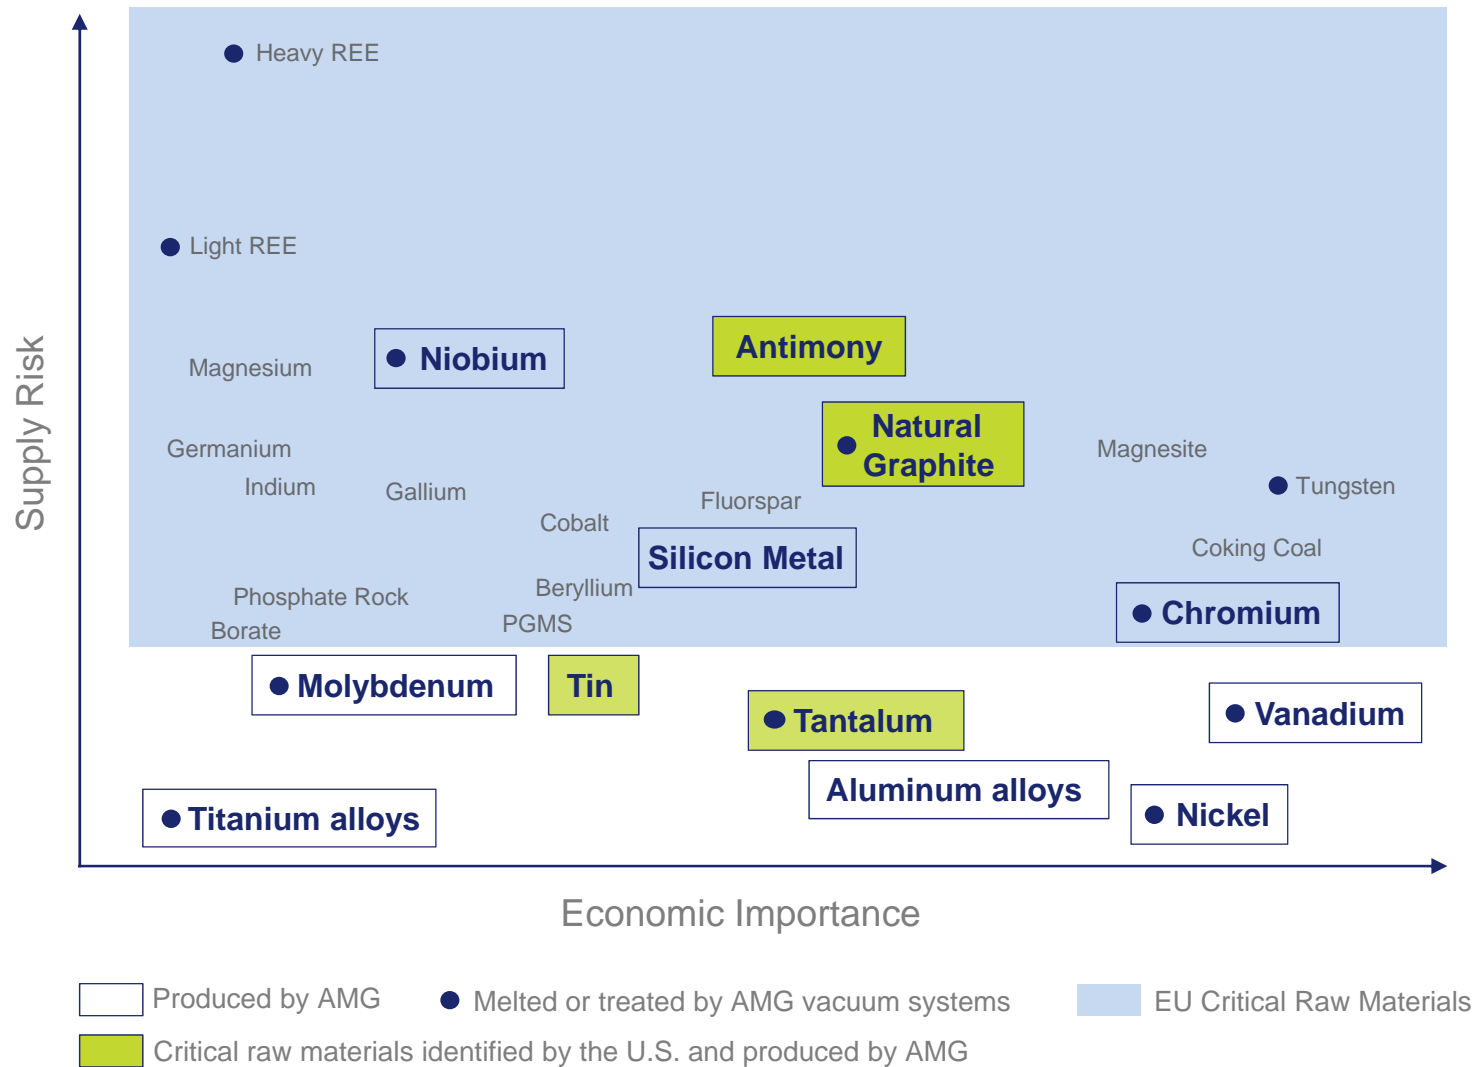 Heavy REE
Light REE
Supply Risk
Magnesium
Niobium
Antimony
Natural
Graphite
Germanium
Magnesite
Indium
Gallium
Tungsten
Fluorspar
Cobalt
Coking Coal
Silicon Metal
Beryllium
Phosphate Rock
Chromium
PGMS
Borate
Molybdenum
Tin
Tantalum
Vanadium
Aluminum alloys
Titanium alloys
Nickel
Economic Importance
Produced by AMG
Melted or treated by AMG vacuum systems
EU Critical Raw Materials
Critical raw materials identified by the U.S. and produced by AMG